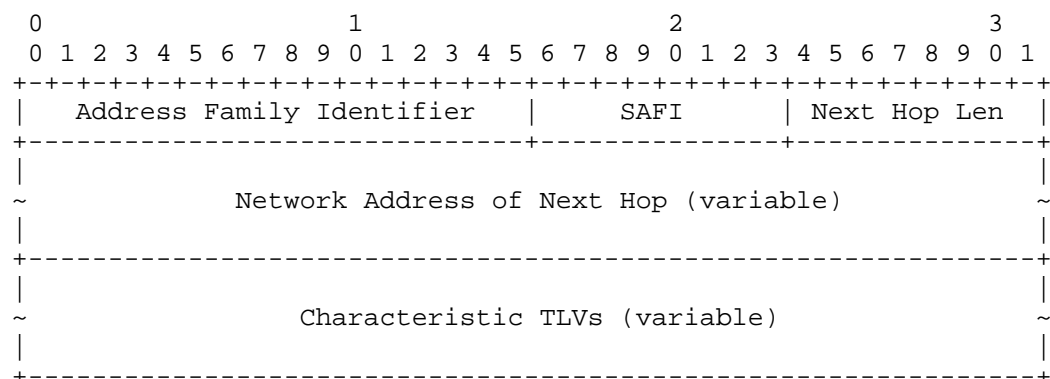 0                   1                   2                   3
 0 1 2 3 4 5 6 7 8 9 0 1 2 3 4 5 6 7 8 9 0 1 2 3 4 5 6 7 8 9 0 1
+-+-+-+-+-+-+-+-+-+-+-+-+-+-+-+-+-+-+-+-+-+-+-+-+-+-+-+-+-+-+-+-+
|   Address Family Identifier   |     SAFI      | Next Hop Len  |
+-------------------------------+---------------+---------------+
|                                                               |
~             Network Address of Next Hop (variable)            ~
|                                                               |
+---------------------------------------------------------------+
|                                                               |
~                 Characteristic TLVs (variable)                ~
|                                                               |
+---------------------------------------------------------------+